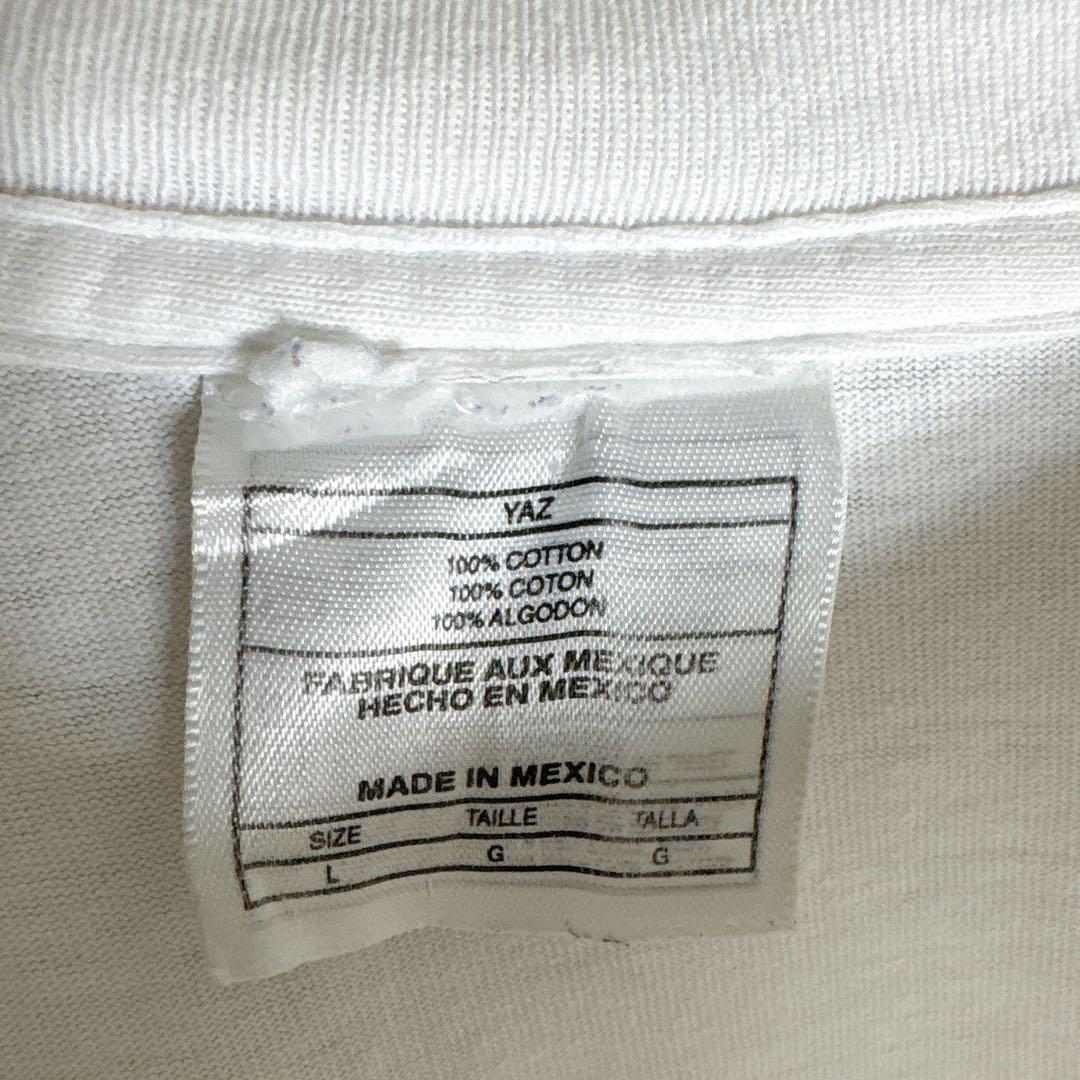 YAZ
100% COTTON
100% COTON
100% ALGODON
FABRIQUE AUX MEXIQUE
HECHO EN MEXICO
MADE IN MEXICO
SIZE TAILLE TALLA
L G G